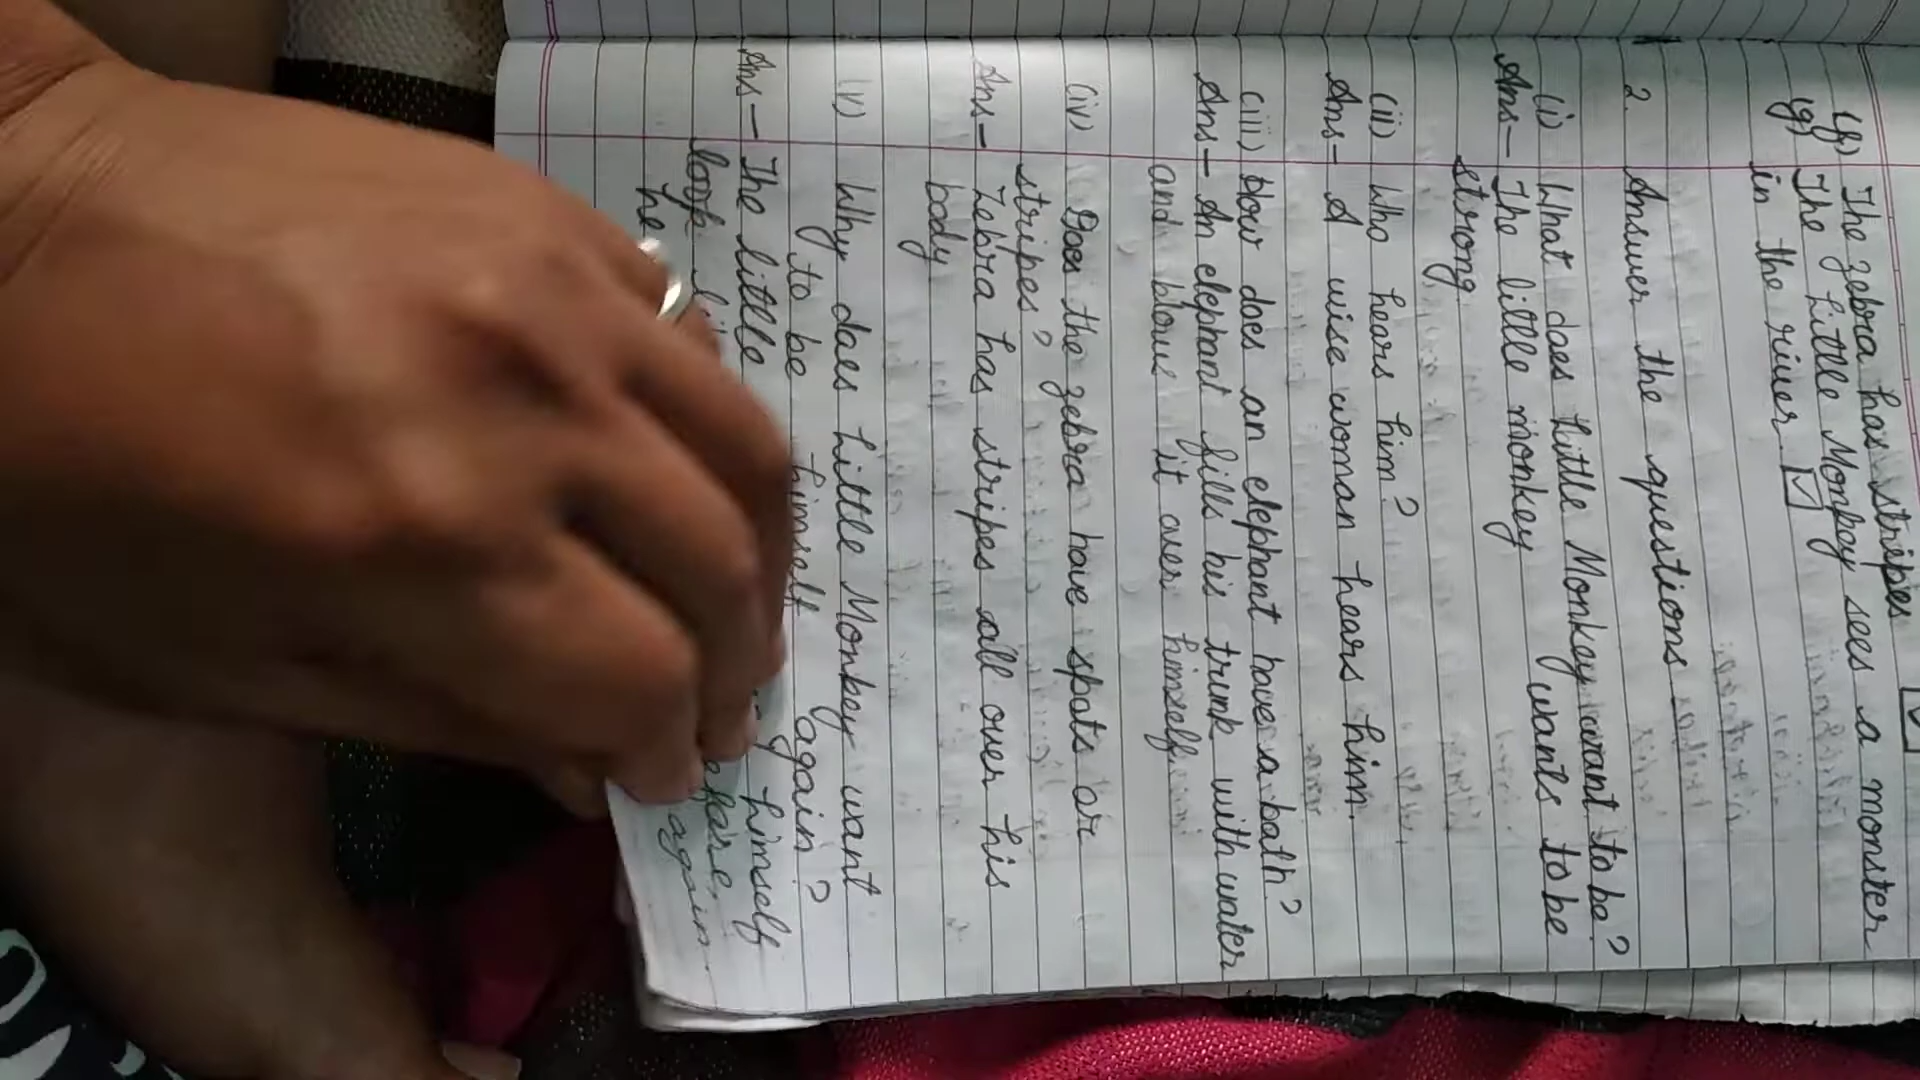 (f) The zebra has stripes
(g) The Little Monkey sees a monster
in the river
2. Answer the questions
(i) What does Little Monkey want to be?
Ans- The little monkey wants to be
strong
(ii) Who hears him?
Ans- A wise woman hears him.
(iii) How does an elephant have a bath?
Ans- An elephant fills his trunk with water
and blows it over himself
(iv) Does the zebra have spots or
stripes?
Ans- Zebra has stripes all over his
body
(v) Why does Little Monkey want
to be himself again?
Ans- The little himself
look
he again.